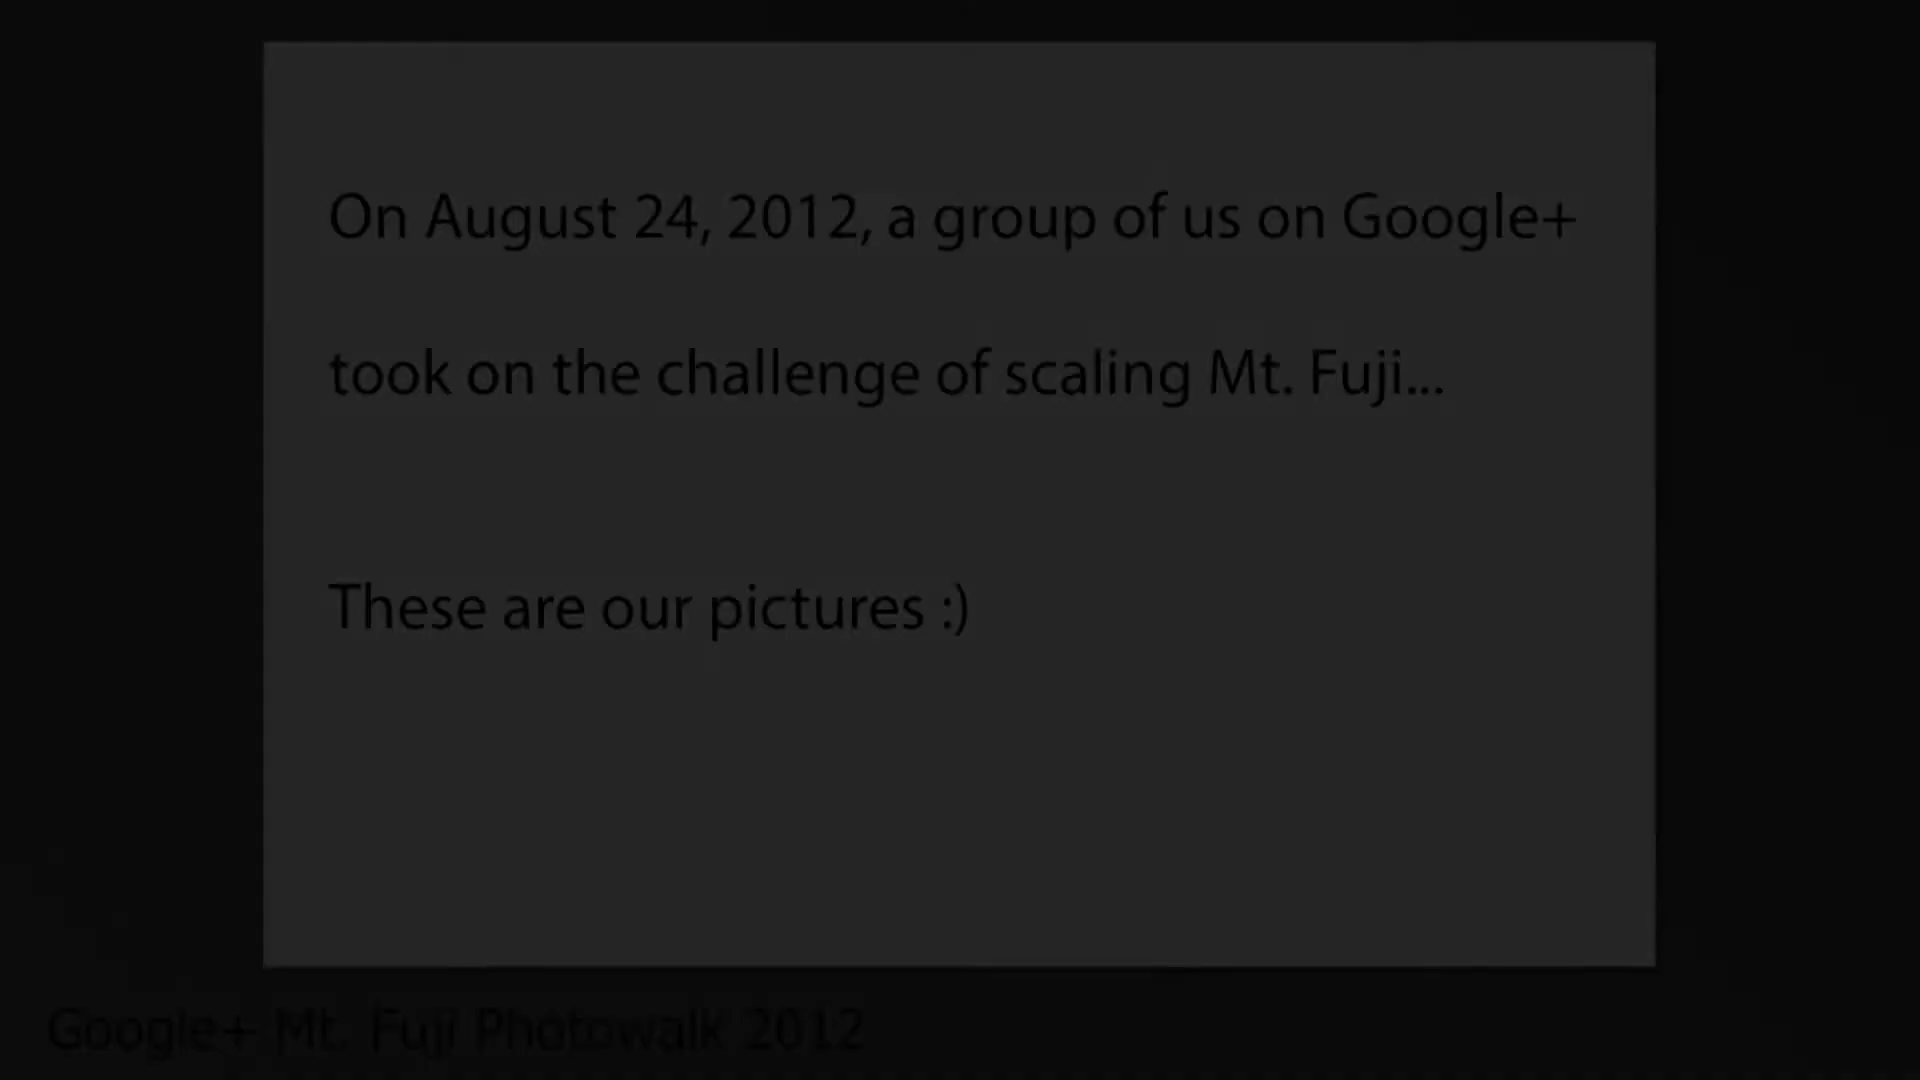 On August 24, 2012, a group of us on Google+
took on the challenge of scaling Mt. Fuji...
These are our pictures :)
Google+ Mt. Fuji Photowalk 2012